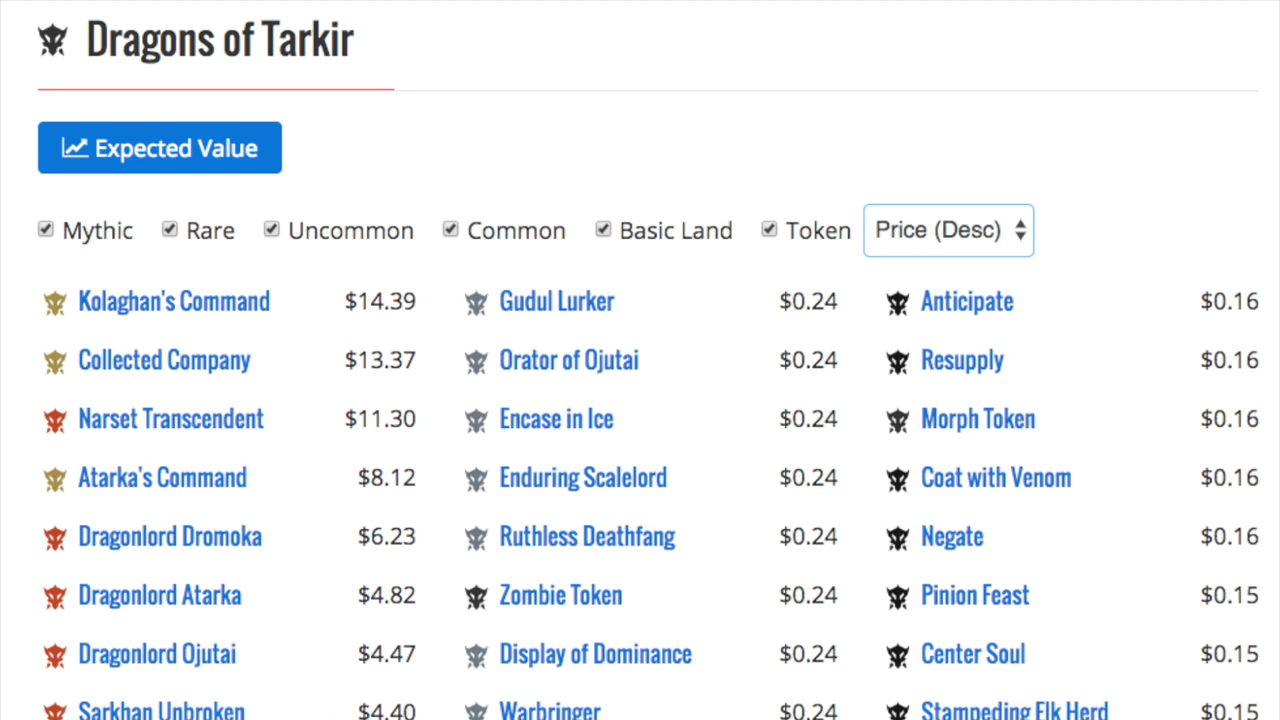 Dragons of Tarkir
Expected Value
Mythic Rare Uncommon Common Basic Land Token Price (Desc)
Kolaghan's Command $14.39 Gudul Lurker $0.24 Anticipate $0.16
Collected Company $13.37 Orator of Ojutai $0.24 Resupply $0.16
Narset Transcendent $11.30 Encase in Ice $0.24 Morph Token $0.16
Atarka's Command $8.12 Enduring Scalelord $0.24 Coat with Venom $0.16
Dragonlord Dromoka $6.23 Ruthless Deathfang $0.24 Negate $0.16
Dragonlord Atarka $4.82 Zombie Token $0.24 Pinion Feast $0.15
Dragonlord Ojutai $4.47 Display of Dominance $0.24 Center Soul $0.15
Sarkhan Unbroken $4.40 Warbringer $0.24 Stampeding Elk Herd $0.15